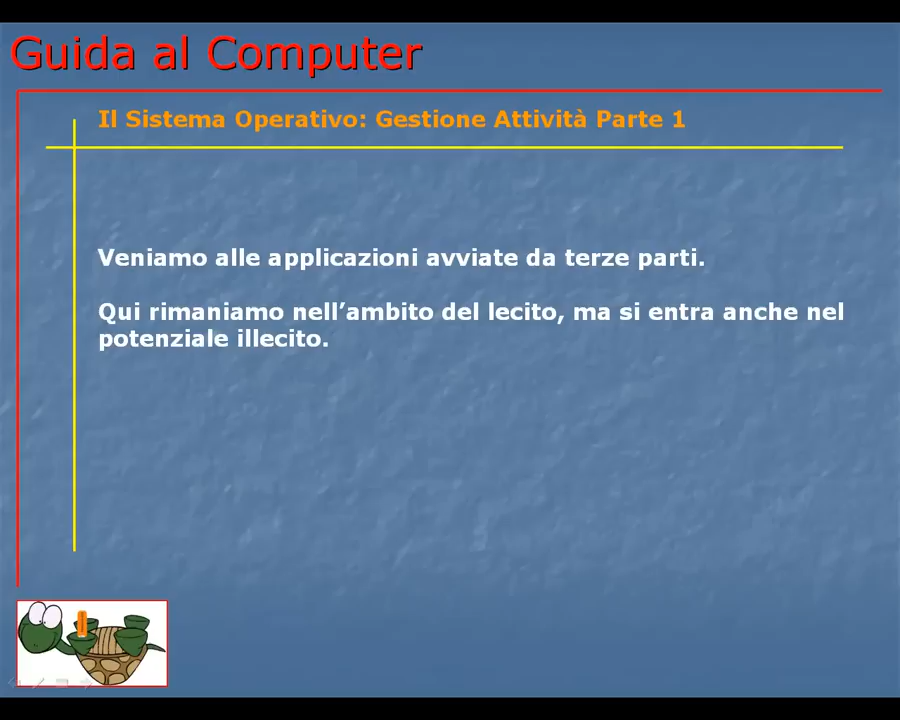 Guida al Computer
Il Sistema Operativo: Gestione Attività Parte 1
Veniamo alle applicazioni avviate da terze parti.
Qui rimaniamo nell’ambito del lecito, ma si entra anche nel
potenziale illecito.